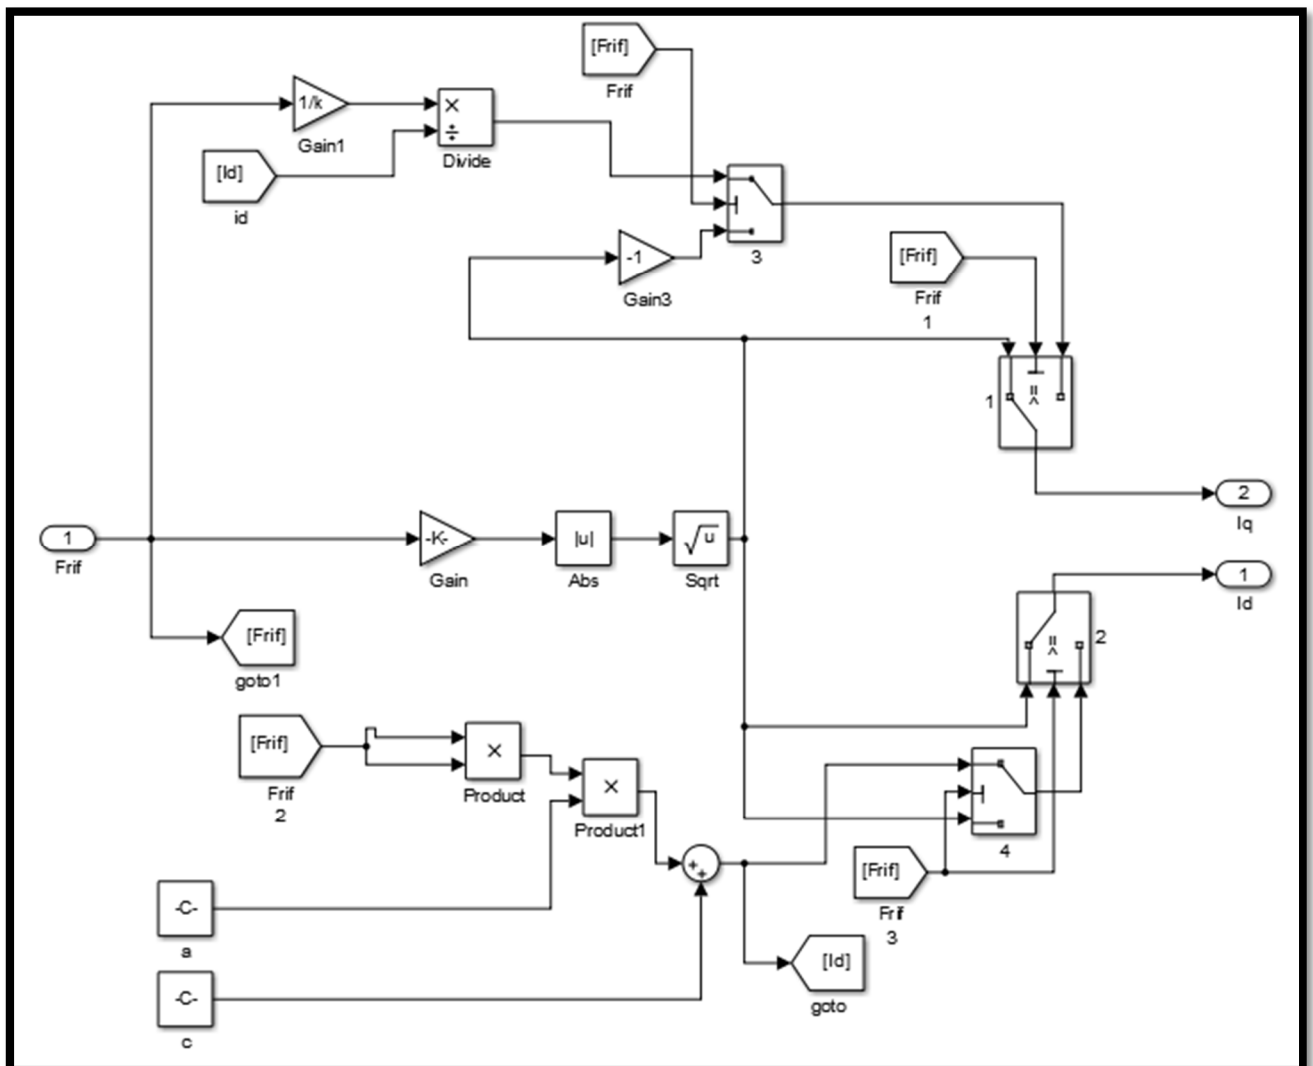 [Frif]
Frif
1/k
Gain1
×
÷
Divide
[Id]
id
3
-1
Gain3
[Frif]
Frif
1
1
>=
2
Iq
1
Frif
-K-
Gain
|u|
Abs
√u
Sqrt
1
Id
[Frif]
goto1
>=
2
[Frif]
Frif
2
×
Product
×
Product1
+
+
4
[Frif]
Frif
3
-C-
a
[Id]
goto
-C-
c